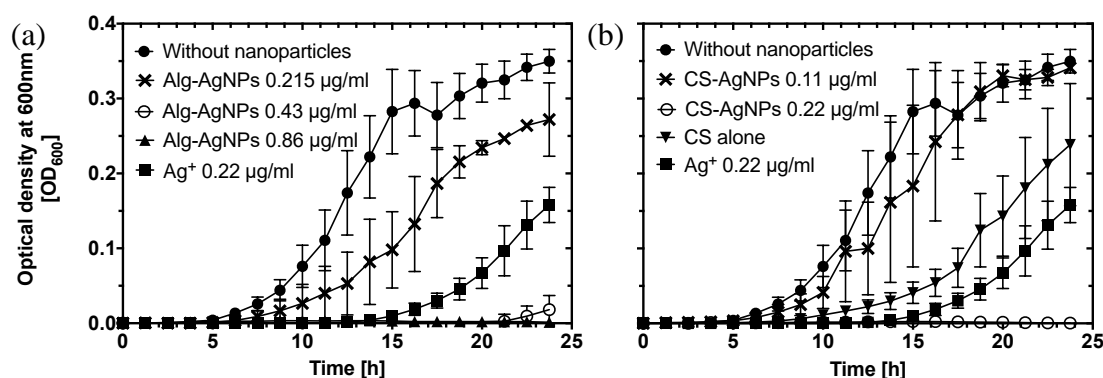 (a)
Optical density at 600nm
[OD600]
0.4
0.3
0.2
0.1
0.0
Without nanoparticles
Alg-AgNPs 0.215 µg/ml
Alg-AgNPs 0.43 µg/ml
Alg-AgNPs 0.86 µg/ml
Ag+ 0.22 µg/ml
0 5 10 15 20 25
Time [h]
(b)
Without nanoparticles
CS-AgNPs 0.11 µg/ml
CS-AgNPs 0.22 µg/ml
CS alone
Ag+ 0.22 µg/ml
0 5 10 15 20 25
Time [h]